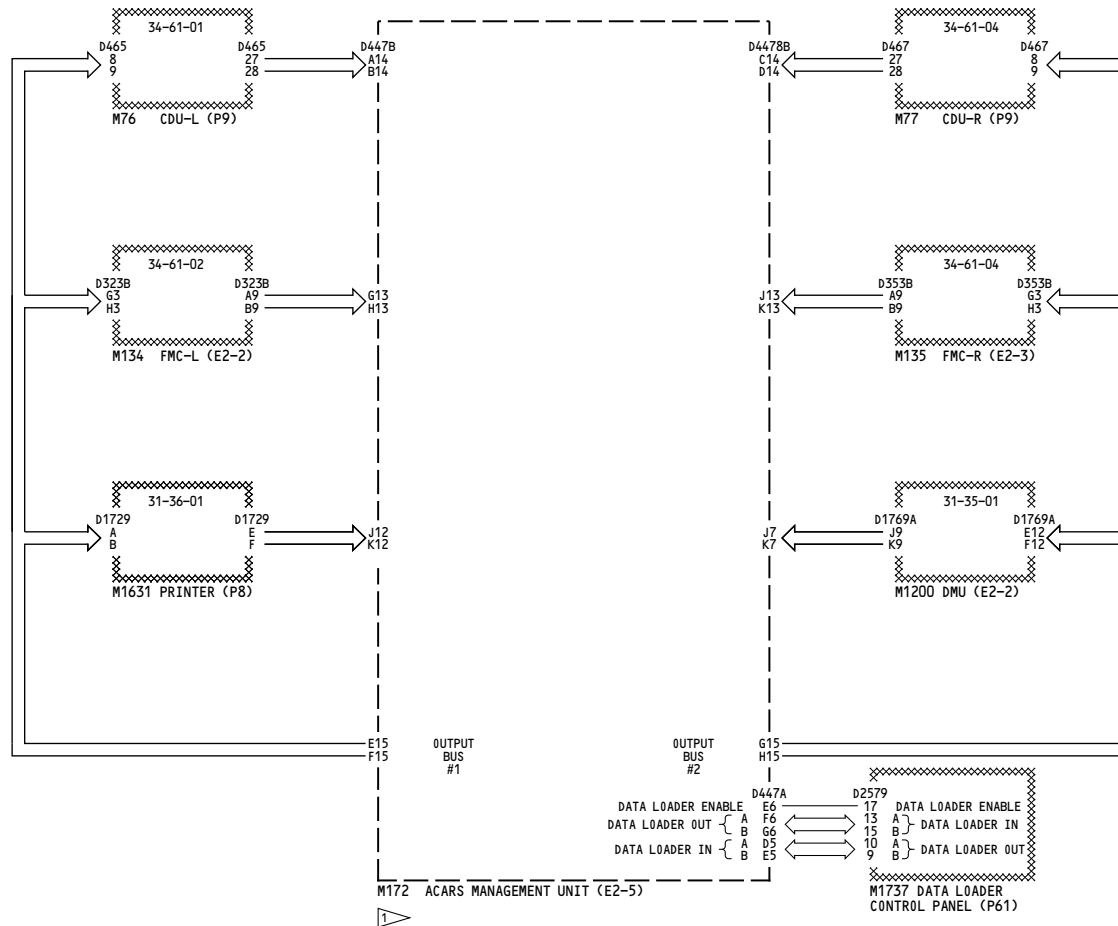 34-61-01
D465 D465
8 27
9 28
M76 CDU-L (P9)
D447B
A14
B14
D4478B
C14
D14
34-61-04
D467 D467
27 8
28 9
M77 CDU-R (P9)
34-61-02
D323B D323B
G3 A9
H3 B9
M134 FMC-L (E2-2)
G13
H13
J13
K13
34-61-04
D353B D353B
A9 G3
B9 H3
M135 FMC-R (E2-3)
31-36-01
D1729 D1729
A E
B F
M1631 PRINTER (P8)
J12
K12
J7
K7
31-35-01
D1769A D1769A
J9 E12
K9 F12
M1200 DMU (E2-2)
E15
F15
OUTPUT
BUS
#1
OUTPUT
BUS
#2
G15
H15
D447A D2579
DATA LOADER ENABLE E6 17 DATA LOADER ENABLE
DATA LOADER OUT A F6 13 A DATA LOADER IN
B G6 15 B
DATA LOADER IN A D5 10 A DATA LOADER OUT
B E5 9 B
M172 ACARS MANAGEMENT UNIT (E2-5)
1
M1737 DATA LOADER
CONTROL PANEL (P61)